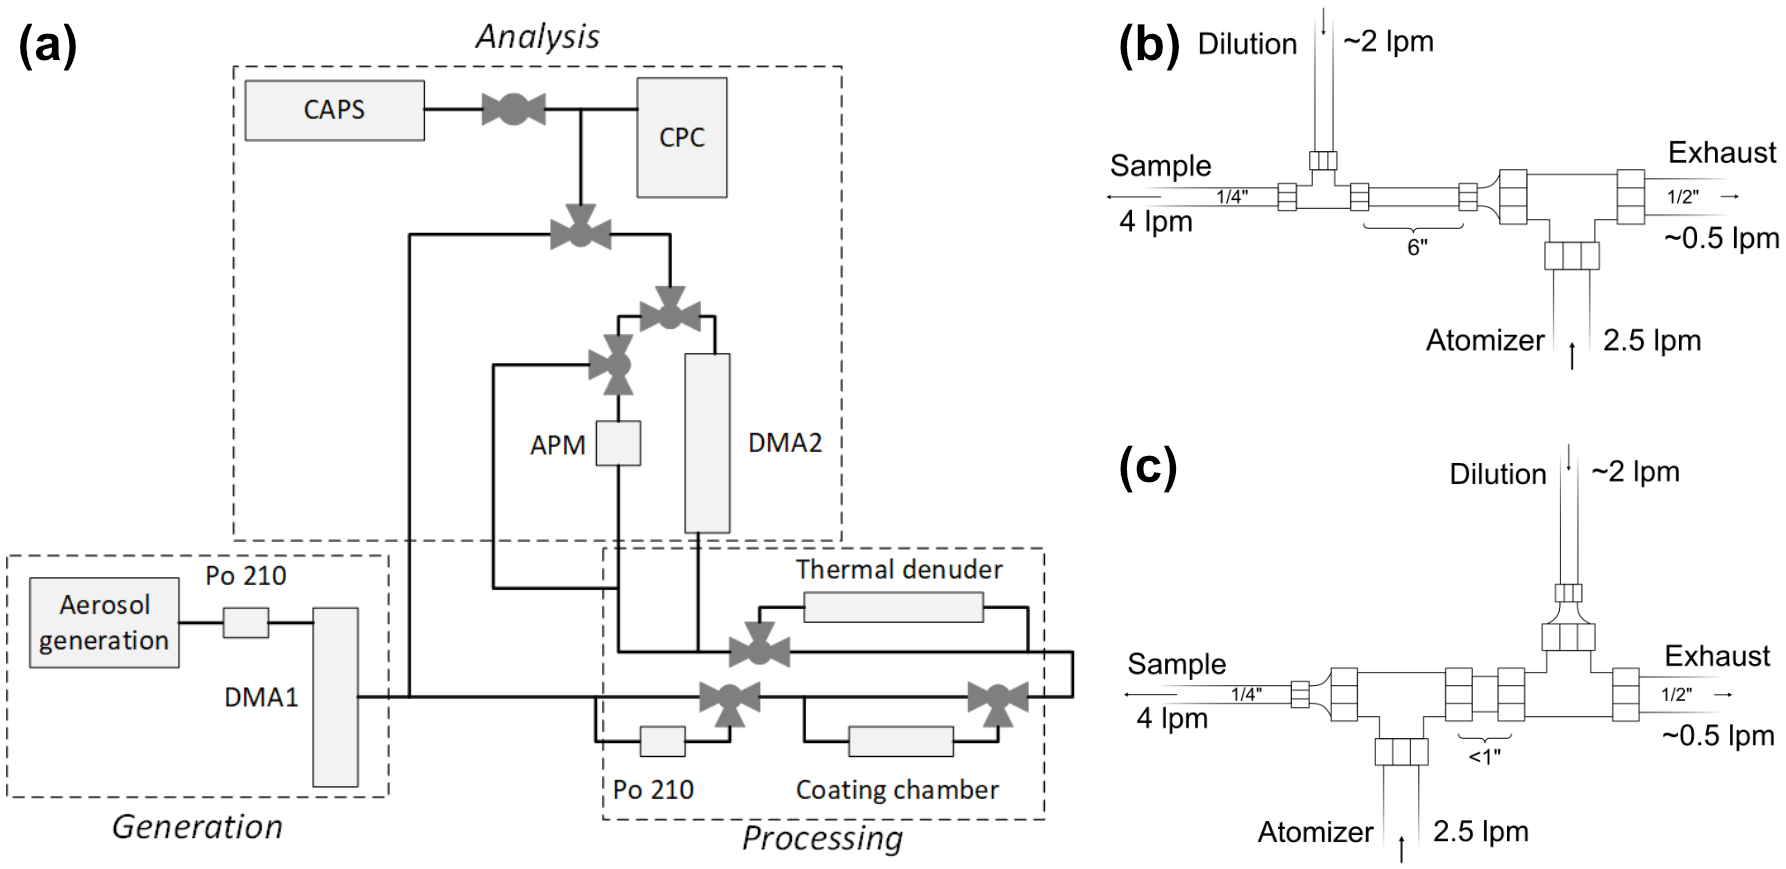 (a)
Analysis
CAPS
CPC
APM
DMA2
Po 210
Aerosol
generation
DMA1
Generation
Thermal denuder
Po 210
Coating chamber
Processing
(b)
Dilution
~2 lpm
Sample
1/4"
4 lpm
6"
Exhaust
1/2"
~0.5 lpm
Atomizer
2.5 lpm
(c)
Dilution
~2 lpm
Sample
1/4"
4 lpm
<1"
Exhaust
1/2"
~0.5 lpm
Atomizer
2.5 lpm